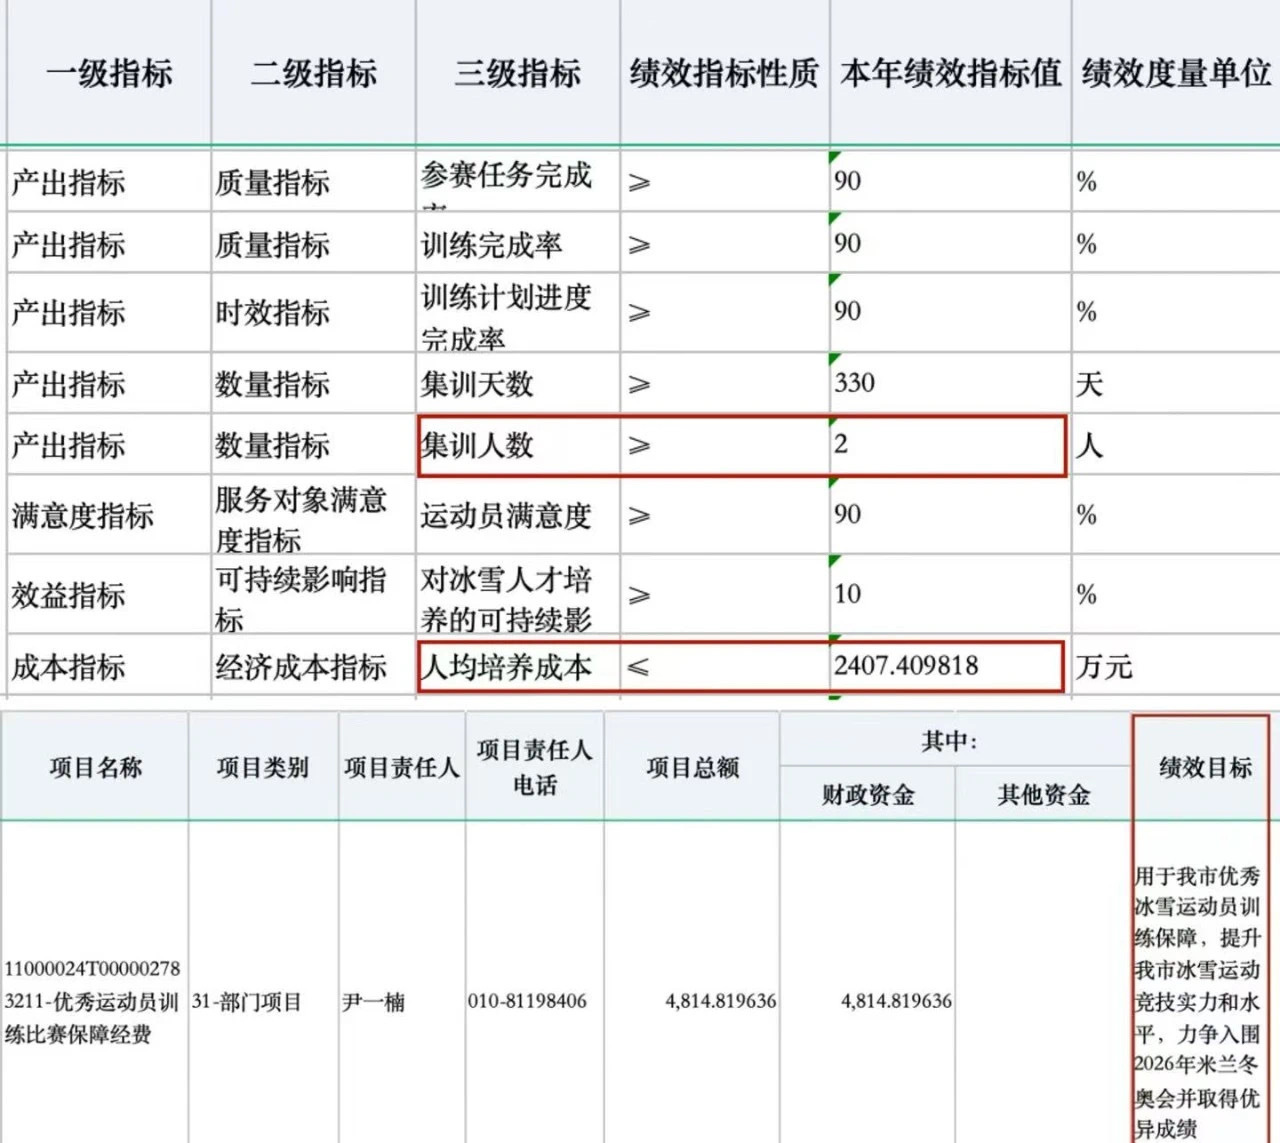 一级指标 二级指标 三级指标 绩效指标性质 本年绩效指标值 绩效度量单位
产出指标 质量指标 参赛任务完成 ≥ 90 %
产出指标 质量指标 训练完成率 ≥ 90 %
产出指标 时效指标 训练计划进度 ≥ 90 %
完成率
产出指标 数量指标 集训天数 ≥ 330 天
产出指标 数量指标 集训人数 ≥ 2 人
满意度指标 服务对象满意 运动员满意度 ≥ 90 %
度指标
效益指标 可持续影响指 对冰雪人才培 ≥ 10 %
标 养的可持续影
成本指标 经济成本指标 人均培养成本 ≤ 2407.409818 万元
项目名称 项目类别 项目责任人 项目责任人 项目总额 其中: 绩效目标
电话 财政资金 其他资金
11000024T00000278
3211-优秀运动员训
练比赛保障经费
31-部门项目
尹一楠
010-81198406
4,814.819636
4,814.819636
用于我市优秀
冰雪运动员训
练保障，提升
我市冰雪运动
竞技实力和水
平，力争入围
2026年米兰冬
奥会并取得优
异成绩